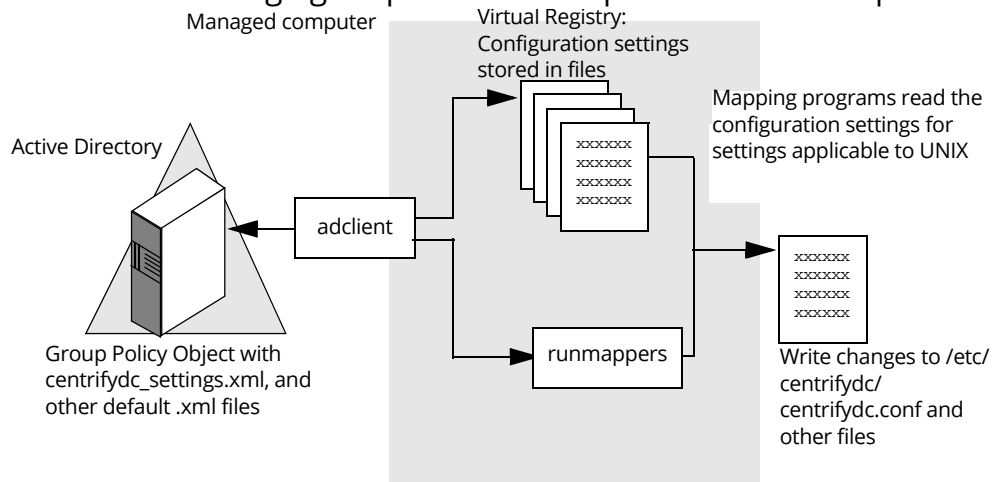 Managed computer
Virtual Registry:
Configuration settings
stored in files
Mapping programs read the
configuration settings for
settings applicable to UNIX
Active Directory
xxxxxx
xxxxxx
xxxxxx
xxxxxx
adclient
xxxxxx
xxxxxx
xxxxxx
xxxxxx
runmappers
Group Policy Object with
centrifydc_settings.xml, and
other default .xml files
Write changes to /etc/
centrifydc/
centrifydc.conf and
other files